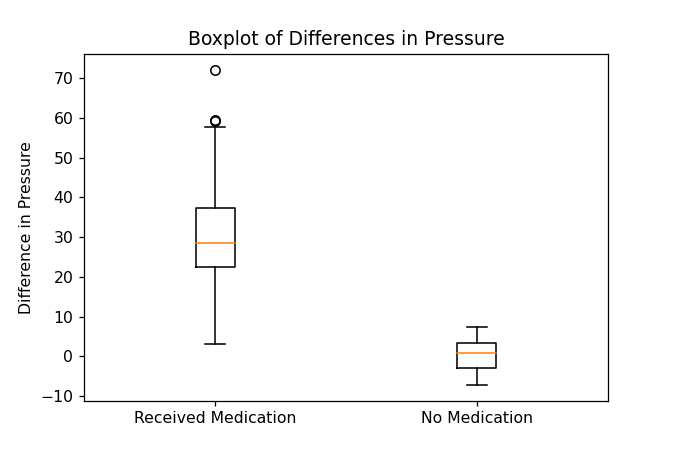 Boxplot of Differences in Pressure
Difference in Pressure
70
60
50
40
30
20
10
0
−10
Received Medication
No Medication